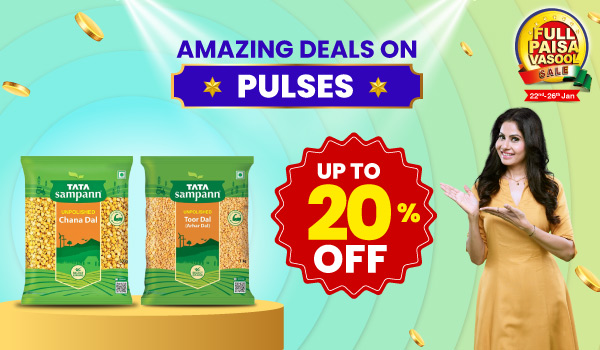 AMAZING DEALS ON
PULSES
FULL
PAISA
VASOOL
SALE
22nd-26th Jan
TATA
sampann
UNPOLISHED
Chana Dal
TATA
sampann
UNPOLISHED
Toor Dal
(Arhar Dal)
UP TO
20%
OFF